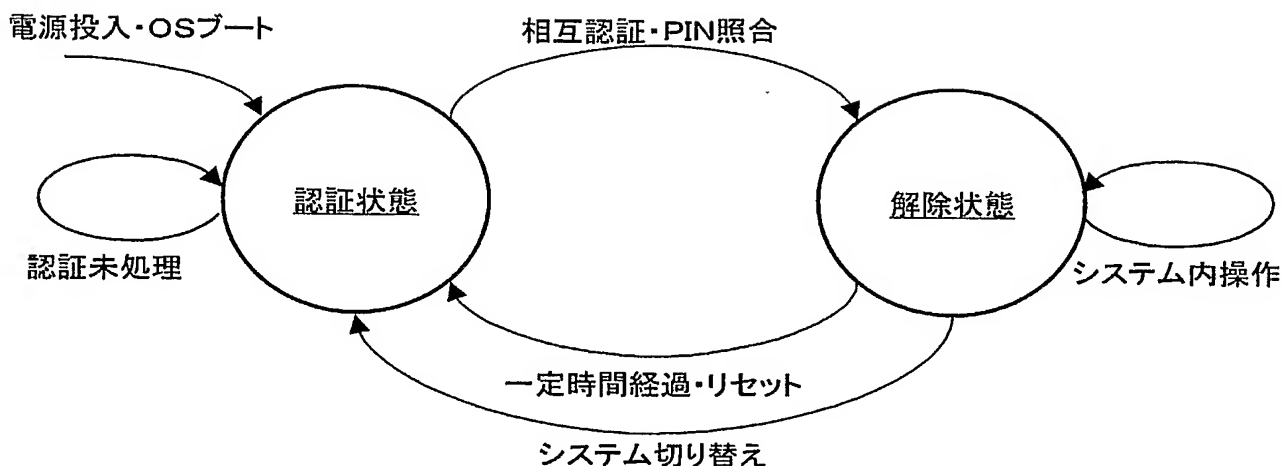 電源投入・OSブート
相互認証・PIN照合
認証状態
解除状態
認証未処理
システム内操作
一定時間経過・リセット
システム切り替え